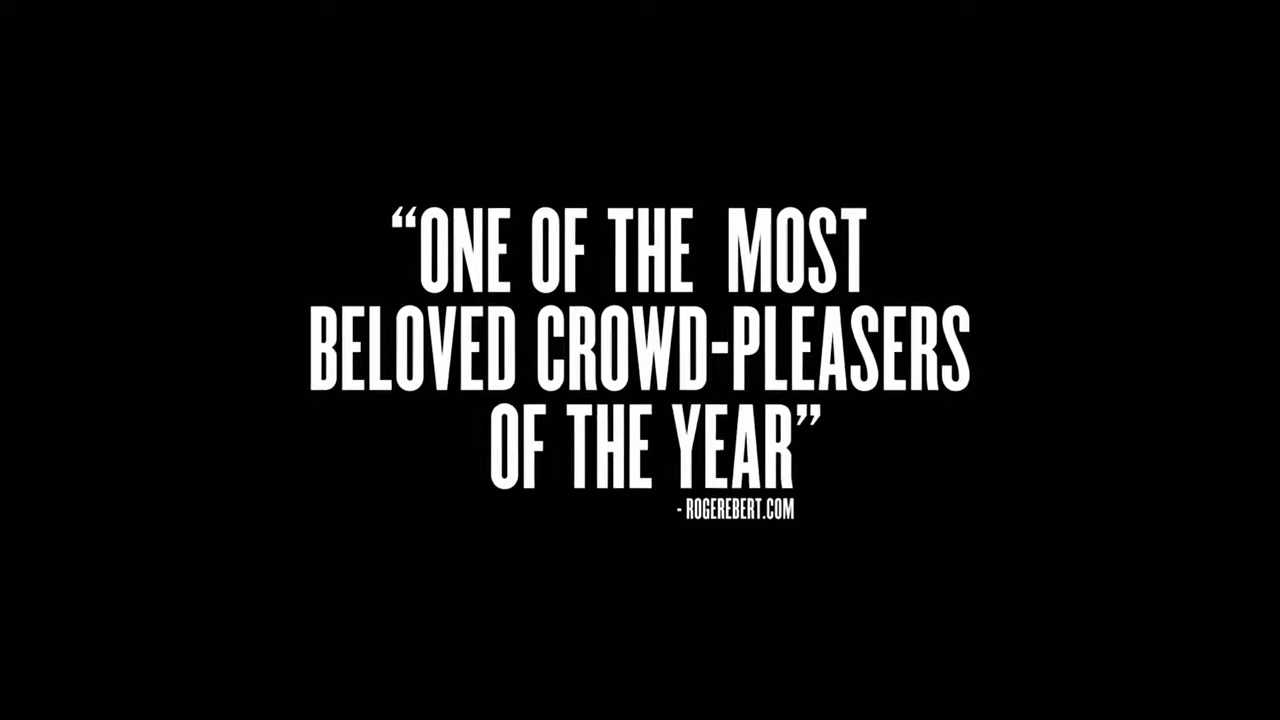 “ONE OF THE MOST
BELOVED CROWD-PLEASERS
OF THE YEAR”
- ROGEREBERT.COM